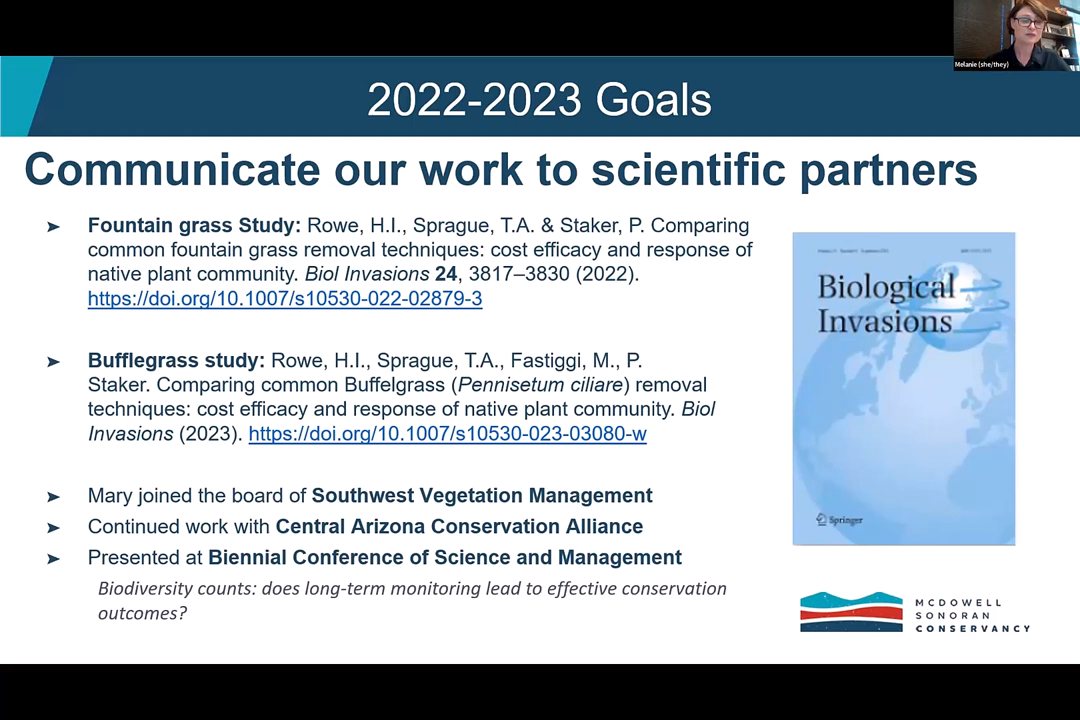 Melanie (she/they)
2022-2023 Goals
Communicate our work to scientific partners
➤ Fountain grass Study: Rowe, H.I., Sprague, T.A. & Staker, P. Comparing
common fountain grass removal techniques: cost efficacy and response of
native plant community. Biol Invasions 24, 3817–3830 (2022).
https://doi.org/10.1007/s10530-022-02879-3
➤ Bufflegrass study: Rowe, H.I., Sprague, T.A., Fastiggi, M., P.
Staker. Comparing common Buffelgrass (Pennisetum ciliare) removal
techniques: cost efficacy and response of native plant community. Biol
Invasions (2023). https://doi.org/10.1007/s10530-023-03080-w
➤ Mary joined the board of Southwest Vegetation Management
➤ Continued work with Central Arizona Conservation Alliance
➤ Presented at Biennial Conference of Science and Management
Biodiversity counts: does long-term monitoring lead to effective conservation
outcomes?
Biological
Invasions
Springer
MCDOWELL
SONORAN
CONSERVANCY